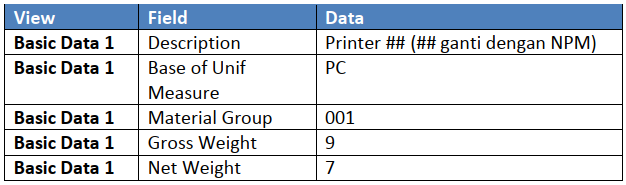 View Field Data
Basic Data 1 Description Printer ## (## ganti dengan NPM)
Basic Data 1 Base of Unif PC
Measure
Basic Data 1 Material Group 001
Basic Data 1 Gross Weight 9
Basic Data 1 Net Weight 7